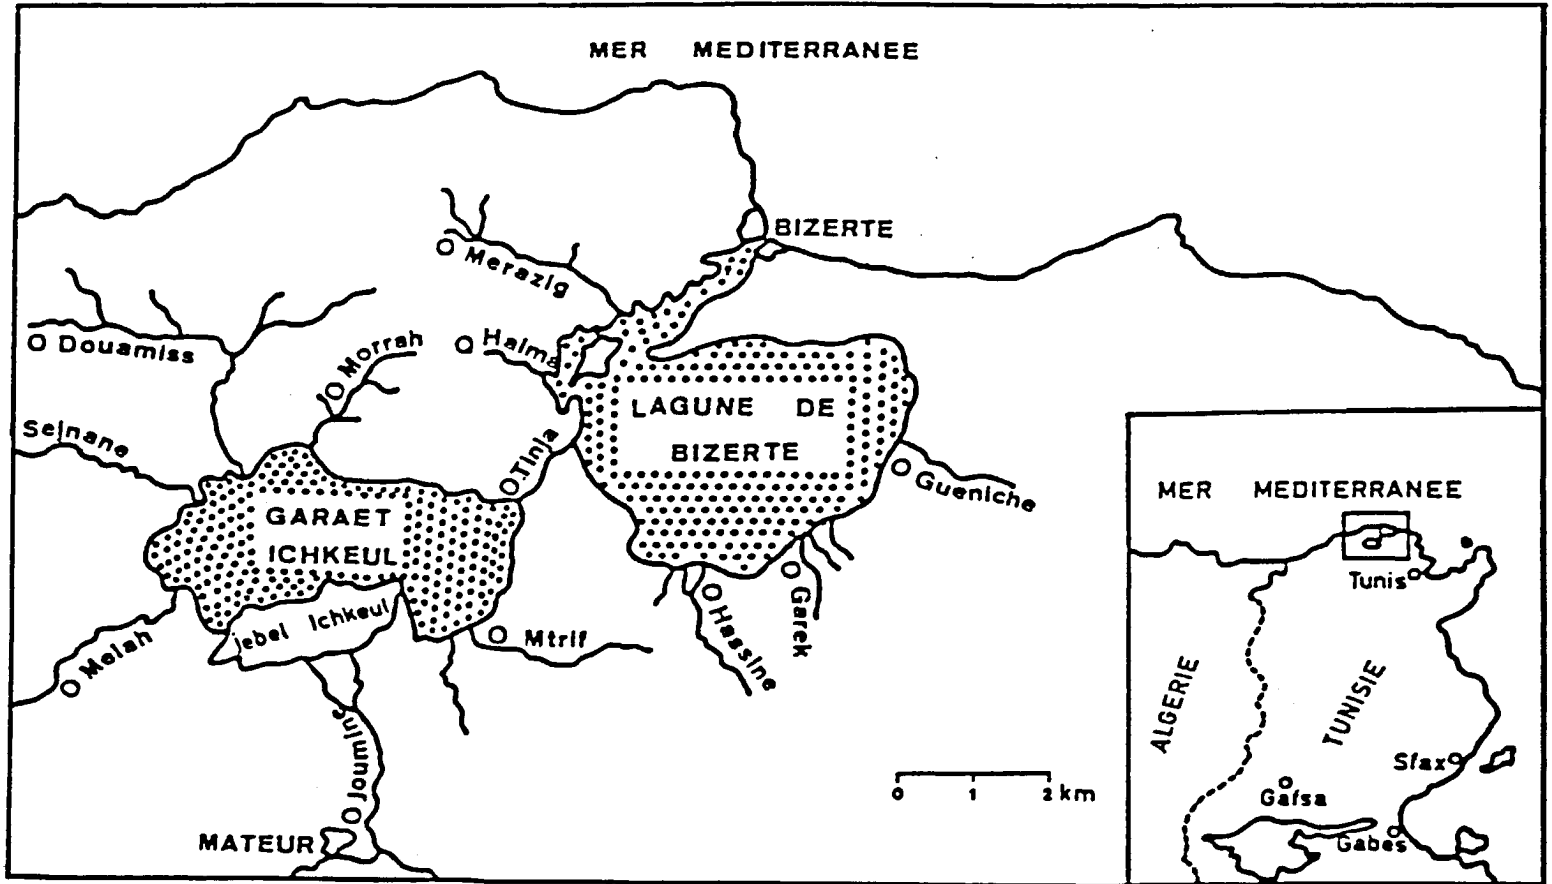 MER MEDITERRANEE
BIZERTE
O Merazig
O Douamiss
O Morrah
O Halma
Sejnane
LAGUNE DE
BIZERTE
O Tinja
O Gueniche
GARAET
ICHKEUL
jebel Ichkeul
O Melah
O Mtrif
O Hassine
O Garek
O Joumine
MATEUR
0 1 2 km
MER MEDITERRANEE
Tunis
ALGERIE
TUNISIE
Sfax
Gafsa
Gabes